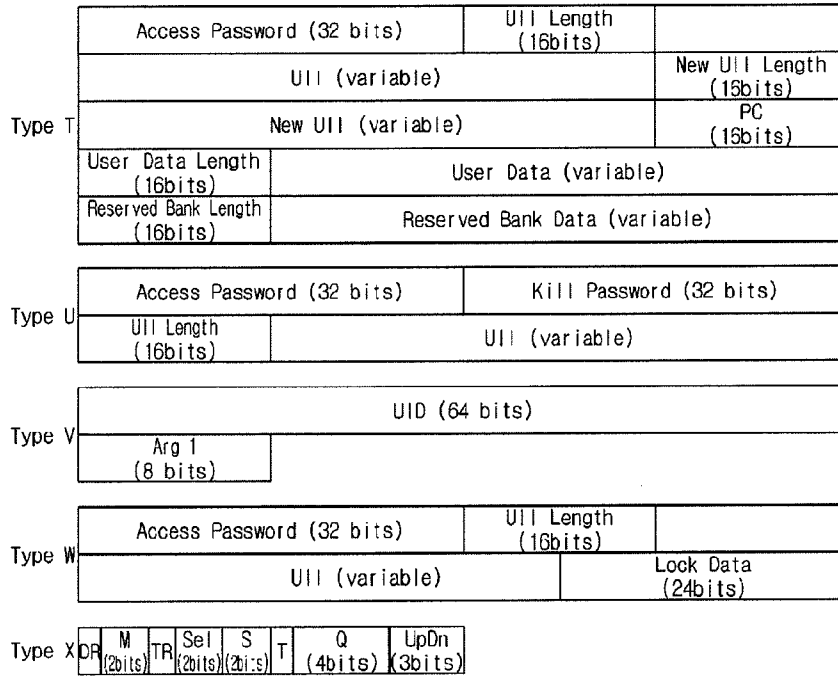 Access Password (32 bits)
UII Length
(16bits)
UII (variable)
New UII Length
(16bits)
Type T
New UII (variable)
PC
(16bits)
User Data Length
(16bits)
User Data (variable)
Reserved Bank Length
(16bits)
Reserved Bank Data (variable)
Type U
Access Password (32 bits)
Kill Password (32 bits)
UII Length
(16bits)
UII (variable)
Type V
UID (64 bits)
Arg 1
(8 bits)
Type W
Access Password (32 bits)
UII Length
(16bits)
UII (variable)
Lock Data
(24bits)
Type X
DR
M
(2bits)
TR
Sel
(2bits)
S
(2bits)
T
Q
(4bits)
UpDn
(3bits)